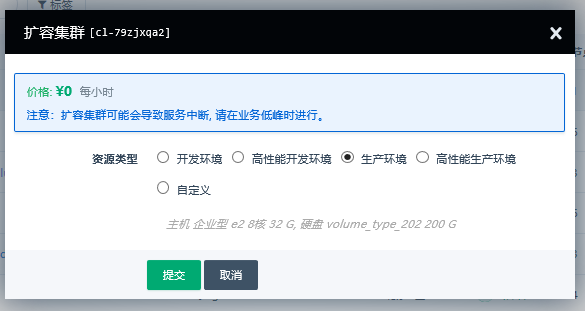 标签
扩容集群 [cl-79zjxqa2]
价格: ¥0 每小时
注意：扩容集群可能会导致服务中断, 请在业务低峰时进行。
资源类型 开发环境 高性能开发环境 生产环境 高性能生产环境
自定义
主机 企业型 e2 8核 32 G, 硬盘 volume_type_202 200 G
提交 取消